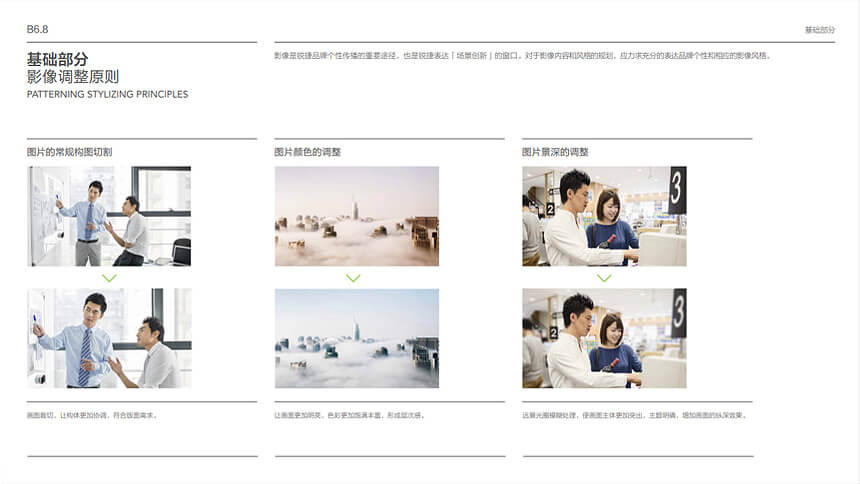 B6.8
基础部分
基础部分
影像调整原则
PATTERNING STYLIZING PRINCIPLES
影像是锐捷品牌个性传播的重要途径，也是锐捷表达「场景创新」的窗口。对于影像内容和风格的规划，应力求充分的表达品牌个性和相应的影像风格。
图片的常规构图切割
图片颜色的调整
图片景深的调整
2
3
2
3
画面裁切，让构体更加协调，符合版面需求。
让画面更加明亮，色彩更加饱满丰富，形成层次感。
远景光圈模糊处理，使画面主体更加突出，主题明确，增加画面的纵深效果。